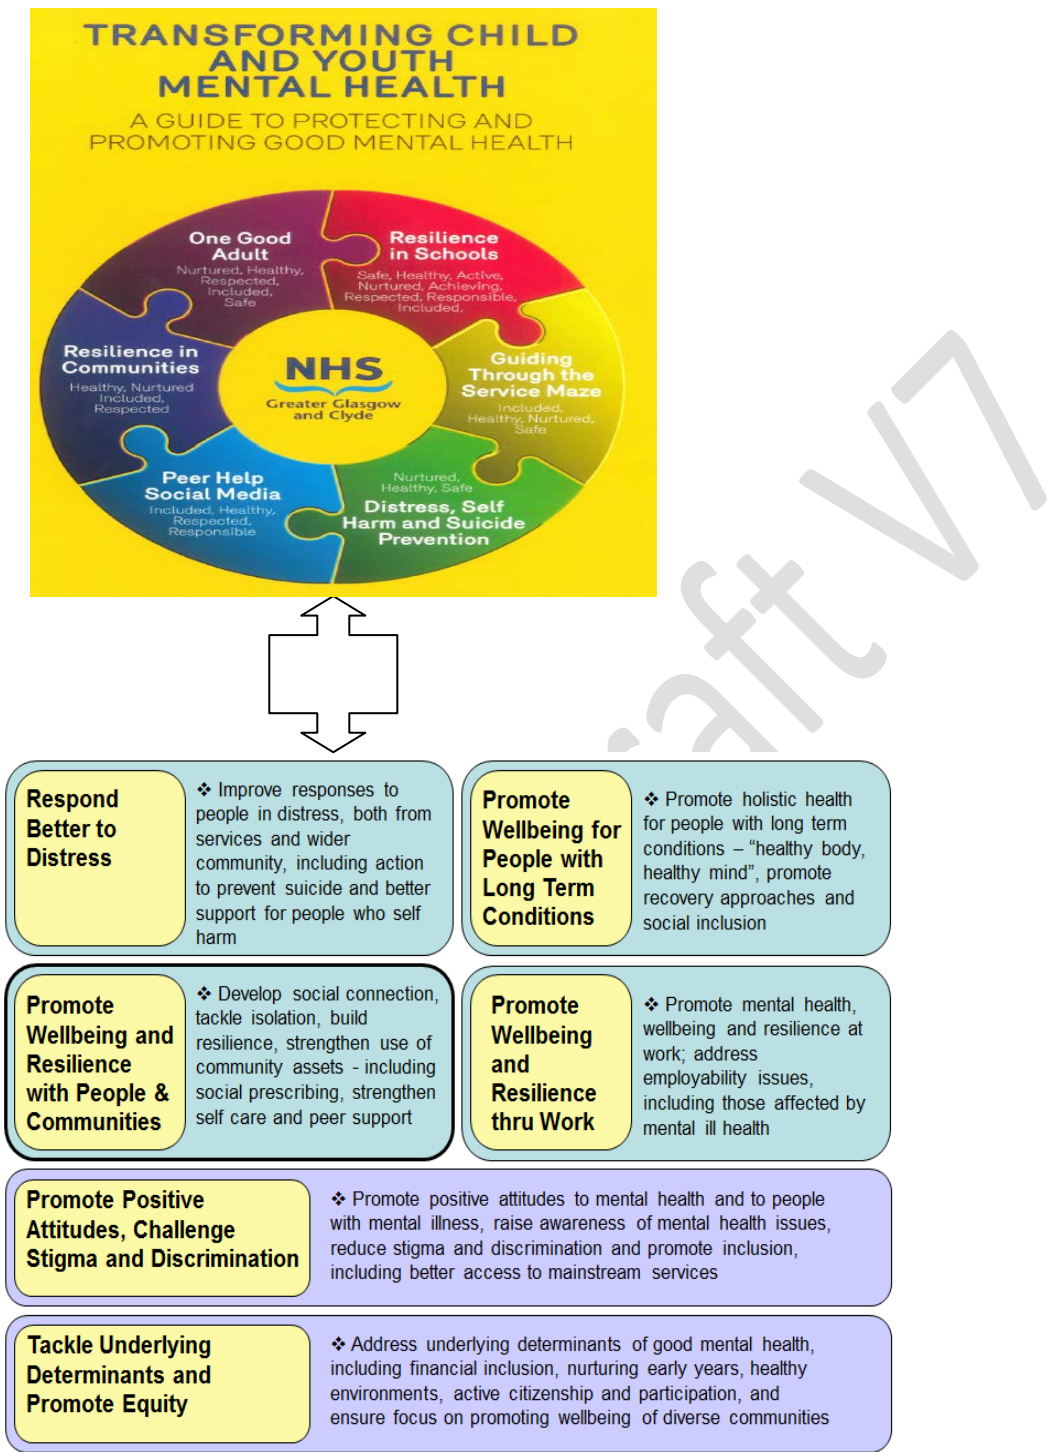 TRANSFORMING CHILD
AND YOUTH
MENTAL HEALTH
A GUIDE TO PROTECTING AND
PROMOTING GOOD MENTAL HEALTH
One Good
Adult
Nurtured, Healthy,
Respected,
Included,
Safe
Resilience
in Schools
Safe, Healthy, Active,
Nurtured, Achieving,
Respected, Responsible,
Included,
Resilience in
Communities
Healthy, Nurtured
Included,
Respected
NHS
Greater Glasgow
and Clyde
Guiding
Through the
Service Maze
Included,
Healthy, Nurtured,
Safe
Peer Help
Social Media
Included, Healthy,
Respected,
Responsible
Nurtured,
Healthy, Safe
Distress, Self
Harm and Suicide
Prevention
raft V7
Respond
Better to
Distress
❖ Improve responses to
people in distress, both from
services and wider
community, including action
to prevent suicide and better
support for people who self
harm
Promote
Wellbeing for
People with
Long Term
Conditions
❖ Promote holistic health
for people with long term
conditions – “healthy body,
healthy mind”, promote
recovery approaches and
social inclusion
Promote
Wellbeing and
Resilience
with People &
Communities
❖ Develop social connection,
tackle isolation, build
resilience, strengthen use of
community assets - including
social prescribing, strengthen
self care and peer support
Promote
Wellbeing
and
Resilience
thru Work
❖ Promote mental health,
wellbeing and resilience at
work; address
employability issues,
including those affected by
mental ill health
Promote Positive
Attitudes, Challenge
Stigma and Discrimination
❖ Promote positive attitudes to mental health and to people
with mental illness, raise awareness of mental health issues,
reduce stigma and discrimination and promote inclusion,
including better access to mainstream services
Tackle Underlying
Determinants and
Promote Equity
❖ Address underlying determinants of good mental health,
including financial inclusion, nurturing early years, healthy
environments, active citizenship and participation, and
ensure focus on promoting wellbeing of diverse communities